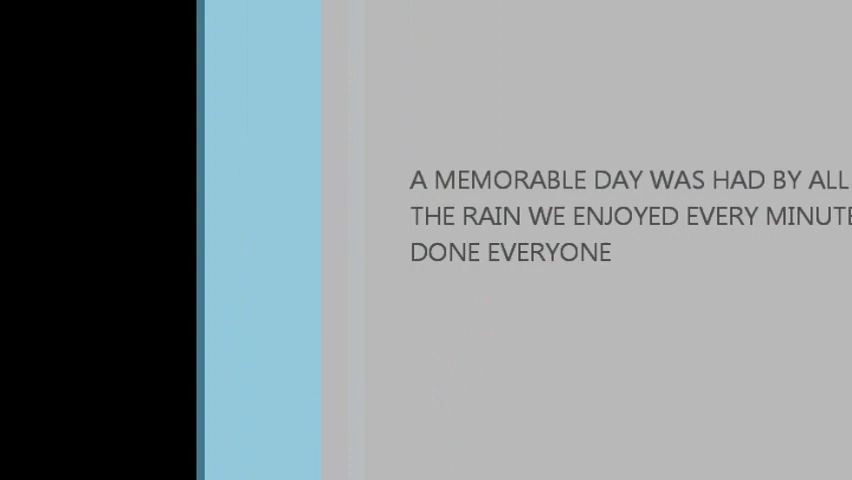 A MEMORABLE DAY WAS HAD BY ALL
THE RAIN WE ENJOYED EVERY MINUTE
DONE EVERYONE